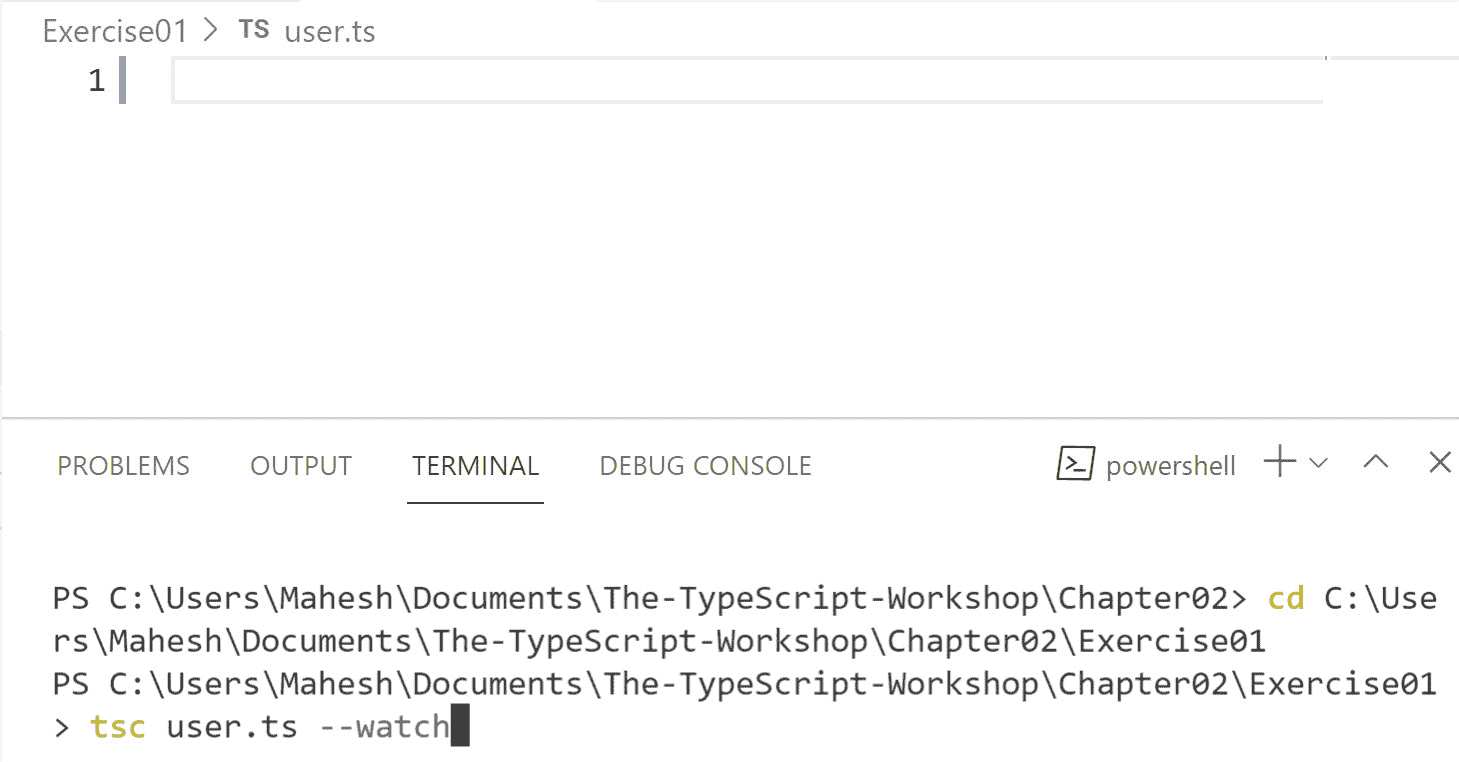 Exercise01 > TS user.ts
1
PROBLEMS OUTPUT TERMINAL DEBUG CONSOLE powershell
PS C:\Users\Mahesh\Documents\The-TypeScript-Workshop\Chapter02> cd C:\Use
rs\Mahesh\Documents\The-TypeScript-Workshop\Chapter02\Exercise01
PS C:\Users\Mahesh\Documents\The-TypeScript-Workshop\Chapter02\Exercise01
> tsc user.ts --watch